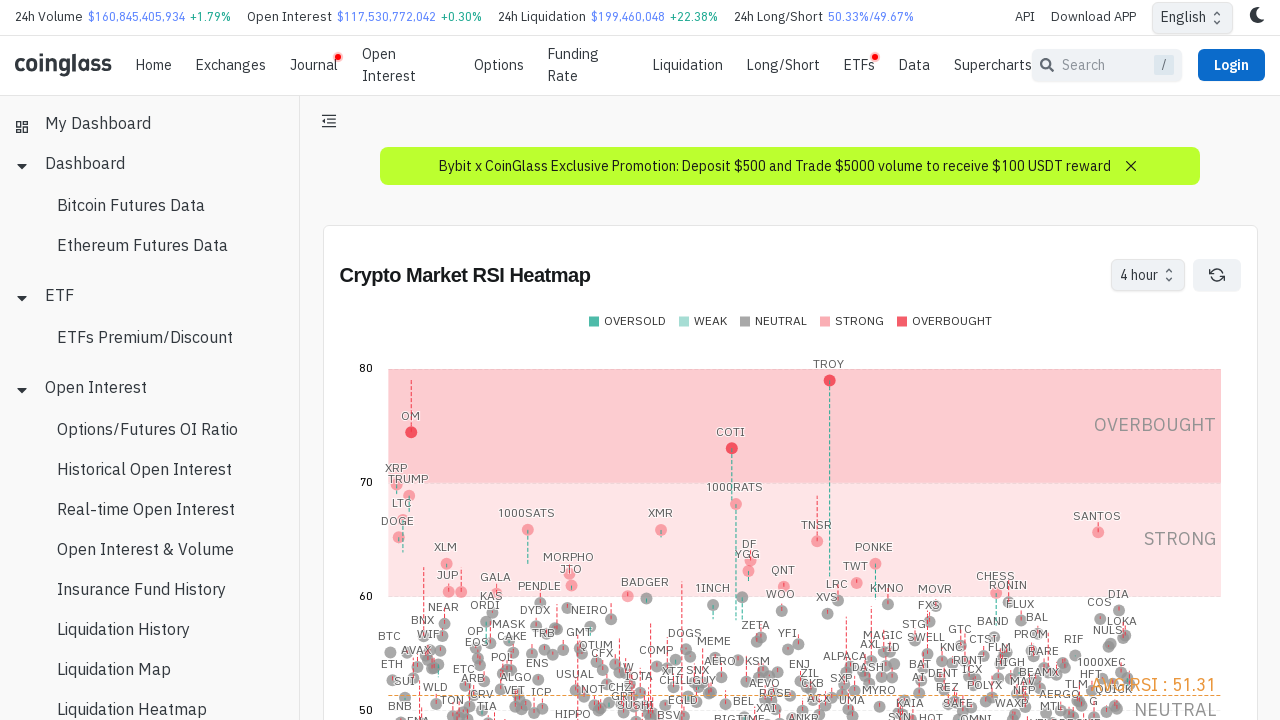 24h Volume $160,845,405,934 +1.79% Open Interest $117,530,772,042 +0.30% 24h Liquidation $199,460,048 +22.38% 24h Long/Short 50.33%/49.67% API Download APP English
coinglass Home Exchanges Journal Open Interest Options Funding Rate Liquidation Long/Short ETFs Data Supercharts Search / Login
My Dashboard
Dashboard
Bitcoin Futures Data
Ethereum Futures Data
ETF
ETFs Premium/Discount
Open Interest
Options/Futures OI Ratio
Historical Open Interest
Real-time Open Interest
Open Interest & Volume
Insurance Fund History
Liquidation History
Liquidation Map
Liquidation Heatmap
Bybit x CoinGlass Exclusive Promotion: Deposit $500 and Trade $5000 volume to receive $100 USDT reward
Crypto Market RSI Heatmap 4 hour
OVERSOLD WEAK NEUTRAL STRONG OVERBOUGHT
80
TROY
OM
OVERBOUGHT
COTI
XRP
70
TRUMP
1000RATS
LTC
1000SATS XMR
SANTOS
DOGE
TNSR
STRONG
XLM DF PONKE
MORPHO YGG
TWT
JTO QNT
JUP GALA CHESS
PENDLE BADGER 1INCH LRC KMNO MOVR RONIN
60
KAS WOO XVS DIA
NEAR ORDI DYDX NEIRO FXS FLUX COS
BNX MASK ZETA STG BAND BAL LOKA
BTC WIF OP CAKE TRB GMT DOGS YFI MAGIC SWELL GTC CTSI PROM RIF NULS
EOS QTUM MEME AXL ID KNC FLM
ETH AVAX POL ENS CFX COMP AERO KSM ENJ ALPACA BAT RDNT HIGH RARE 1000XEC
SUI ETC ARB ALGO USUAL IOTA XTZ SNX CHILLGUY AEVO ZIL DASH DENT ICX BEAMX HFT
WLD CRV VET ICP NOT CHZ ROSE CKB SXP MYRO REZ POLYX MAV TLM QUICK
RSI : 51.31
BNB TON TIA GRT SUSHI EGLD BEL ACX UMA KAIA SAFE WAXP AERGO
XAI
NEUTRAL
50
HIPPO BSV ANKR HOT OMNI MTL